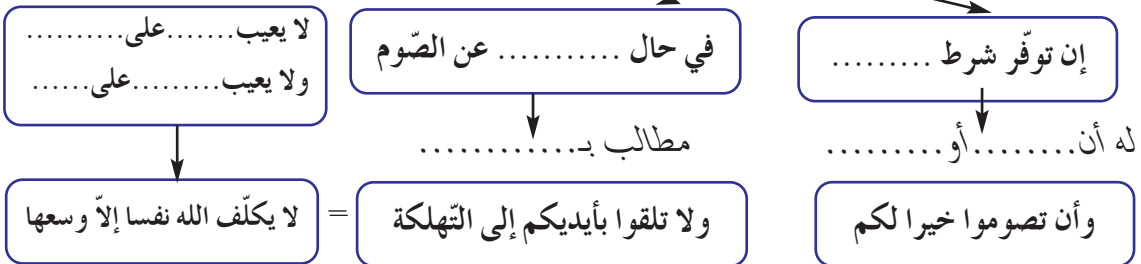 إن توفّر شرط .........
في حال ........... عن الصّوم
لا يعيب.......على..........
ولا يعيب.........على......
له أن........أو.........
مطالب بـ............
وأن تصوموا خيرا لكم
ولا تلقوا بأيديكم إلى التّهلكة
=
لا يكلّف الله نفسا إلاّ وسعها